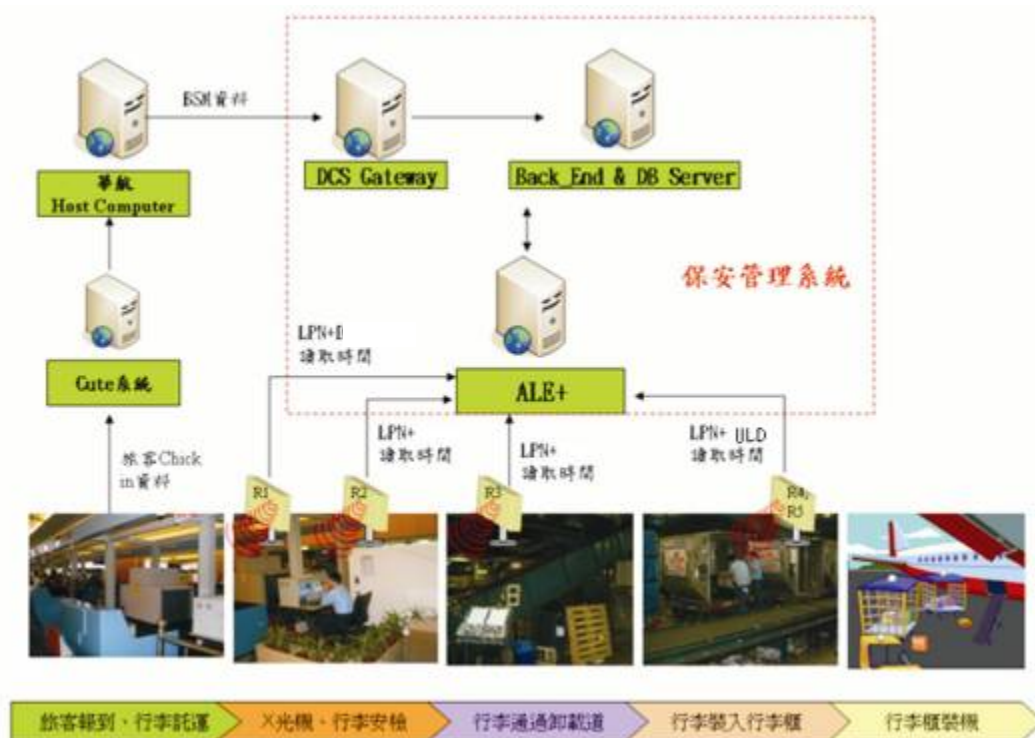 BSM資料
DCS Gateway
Back_End & DB Server
華航
Host Computer
保安管理系統
LPN+D
讀取時間
Cute系統
ALE+
旅客Chick
in資料
LPN+
讀取時間
LPN+
讀取時間
LPN+ ULD
讀取時間
R1
R2
R3
R4,
R5
旅客報到、行李託運
X光機、行李安檢
行李通過卸載道
行李裝入行李櫃
行李櫃裝機